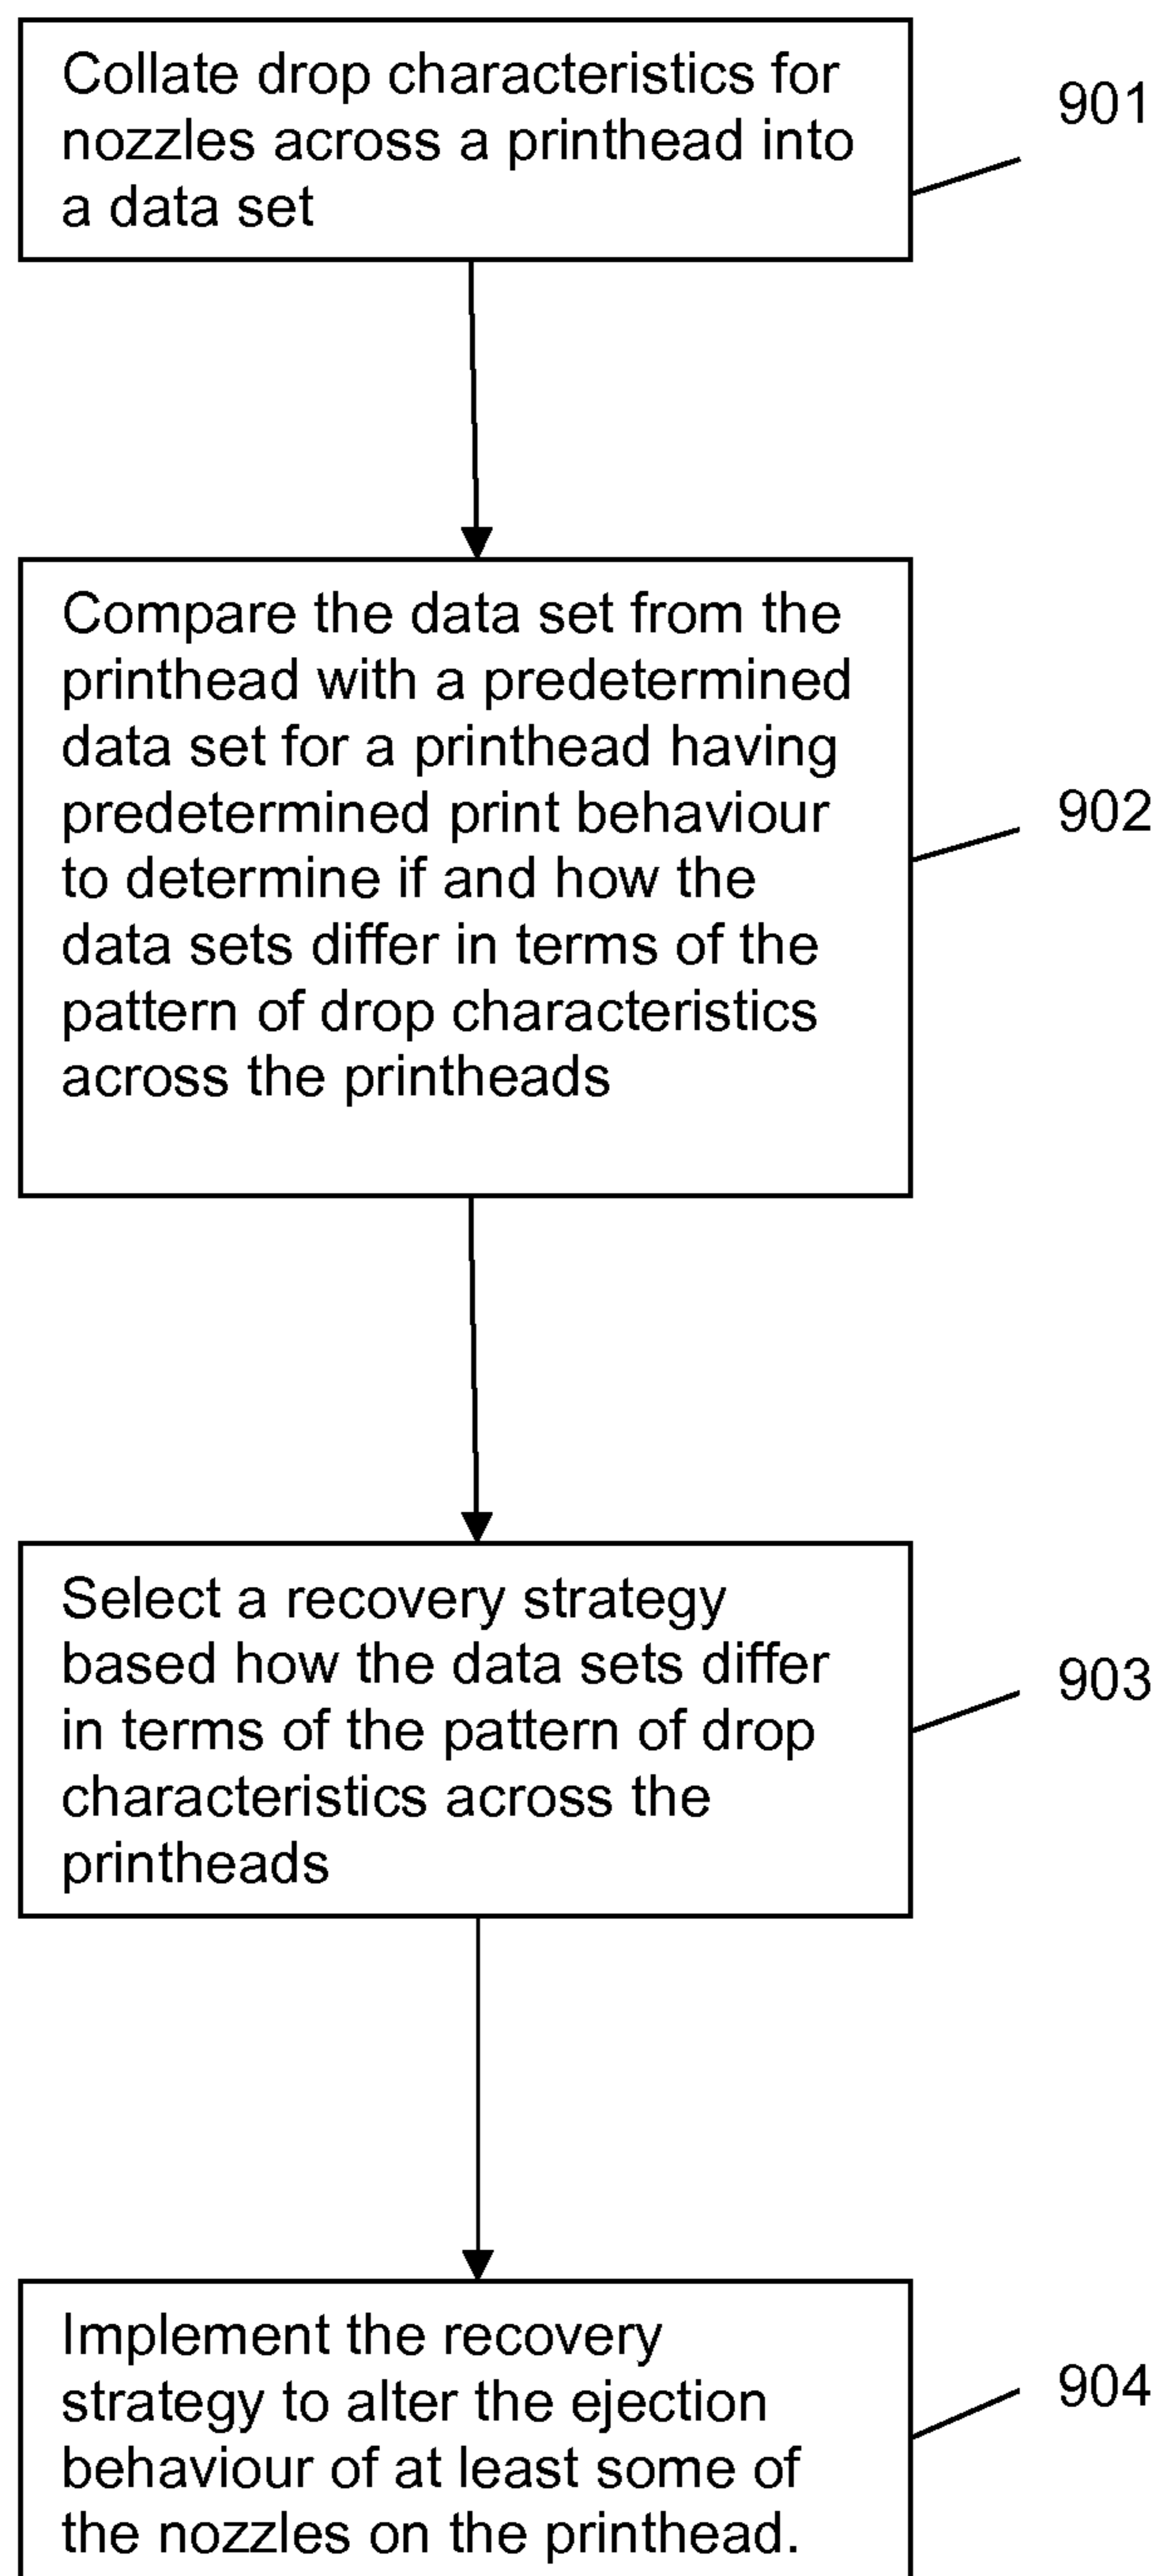 Collate drop characteristics for
nozzles across a printhead into
a data set
901
Compare the data set from the
printhead with a predetermined
data set for a printhead having
predetermined print behaviour
to determine if and how the
data sets differ in terms of the
pattern of drop characteristics
across the printheads
902
Select a recovery strategy
based how the data sets differ
in terms of the pattern of drop
characteristics across the
printheads
903
Implement the recovery
strategy to alter the ejection
behaviour of at least some of
the nozzles on the printhead.
904